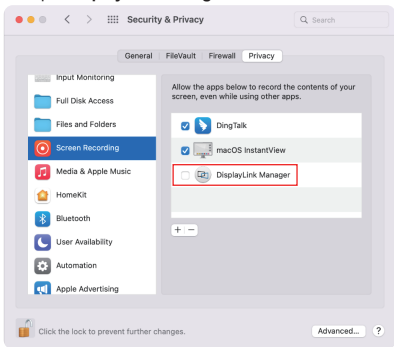 Security & Privacy
Search
General
FileVault
Firewall
Privacy
Input Monitoring
Full Disk Access
Files and Folders
Screen Recording
Media & Apple Music
HomeKit
Bluetooth
User Availability
Automation
Apple Advertising
Allow the apps below to record the contents of your
screen, even while using other apps.
DingTalk
macOS InstantView
DisplayLink Manager
+ −
Click the lock to prevent further changes.
Advanced...
?